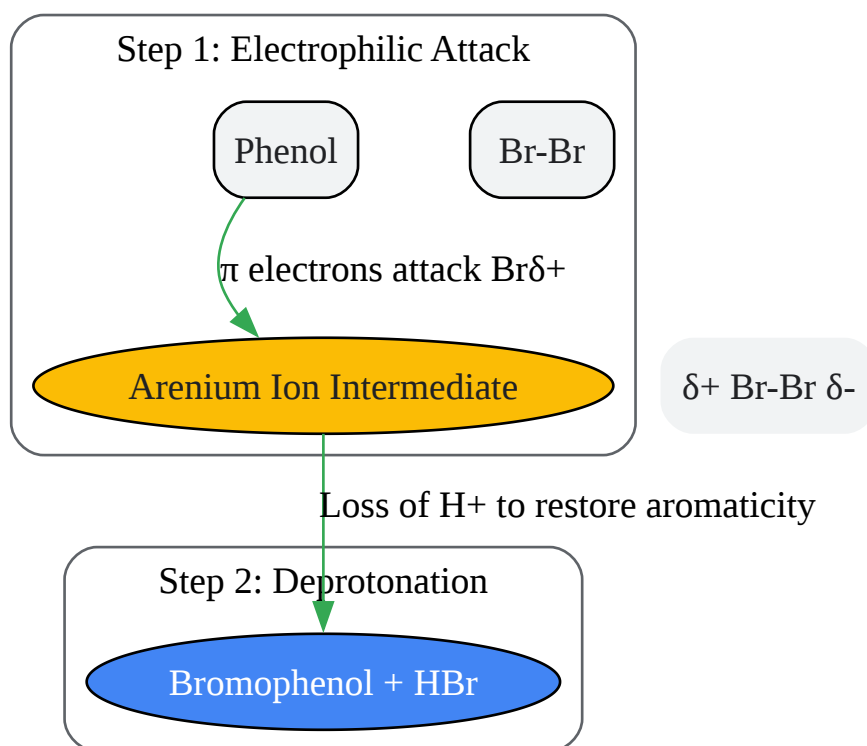 Step 1: Electrophilic Attack
Phenol
Br-Br
π electrons attack Brδ+
Arenium Ion Intermediate
δ+ Br-Br δ-
Loss of H+ to restore aromaticity
Step 2: Deprotonation
Bromophenol + HBr